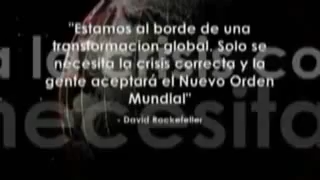 "Estamos al borde de una
transformacion global. Solo se
necesita la crisis correcta y la
gente aceptará el Nuevo Orden
Mundial"
- David Rockefeller
necesita